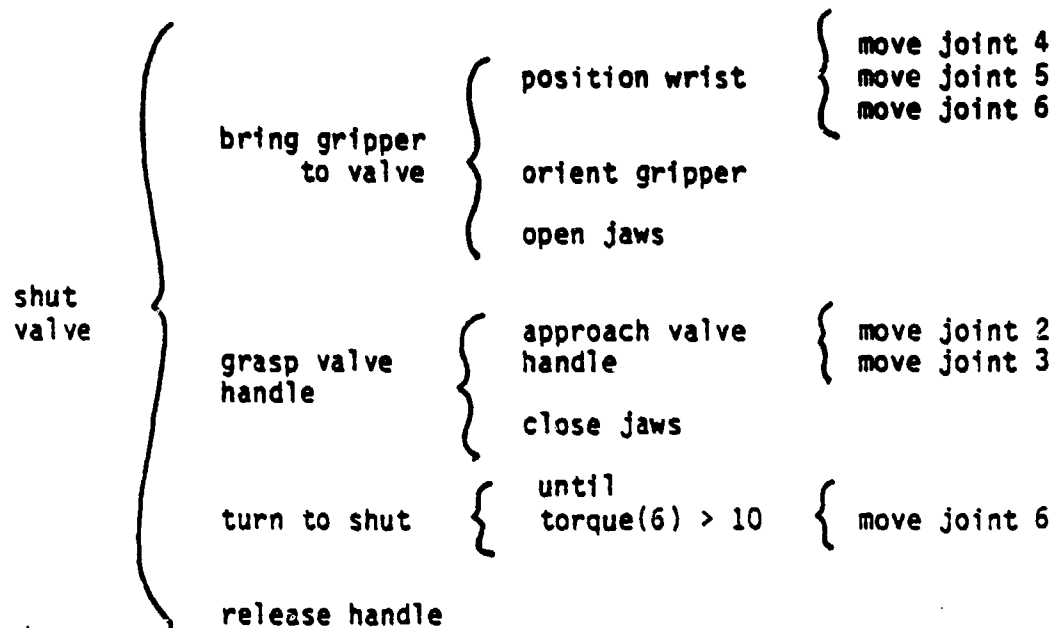 move joint 4
position wrist
move joint 5
move joint 6
bring gripper
to valve
orient gripper
open jaws
shut
valve
approach valve
handle
move joint 2
move joint 3
grasp valve
handle
close jaws
until
torque(6) > 10
turn to shut
move joint 6
release handle